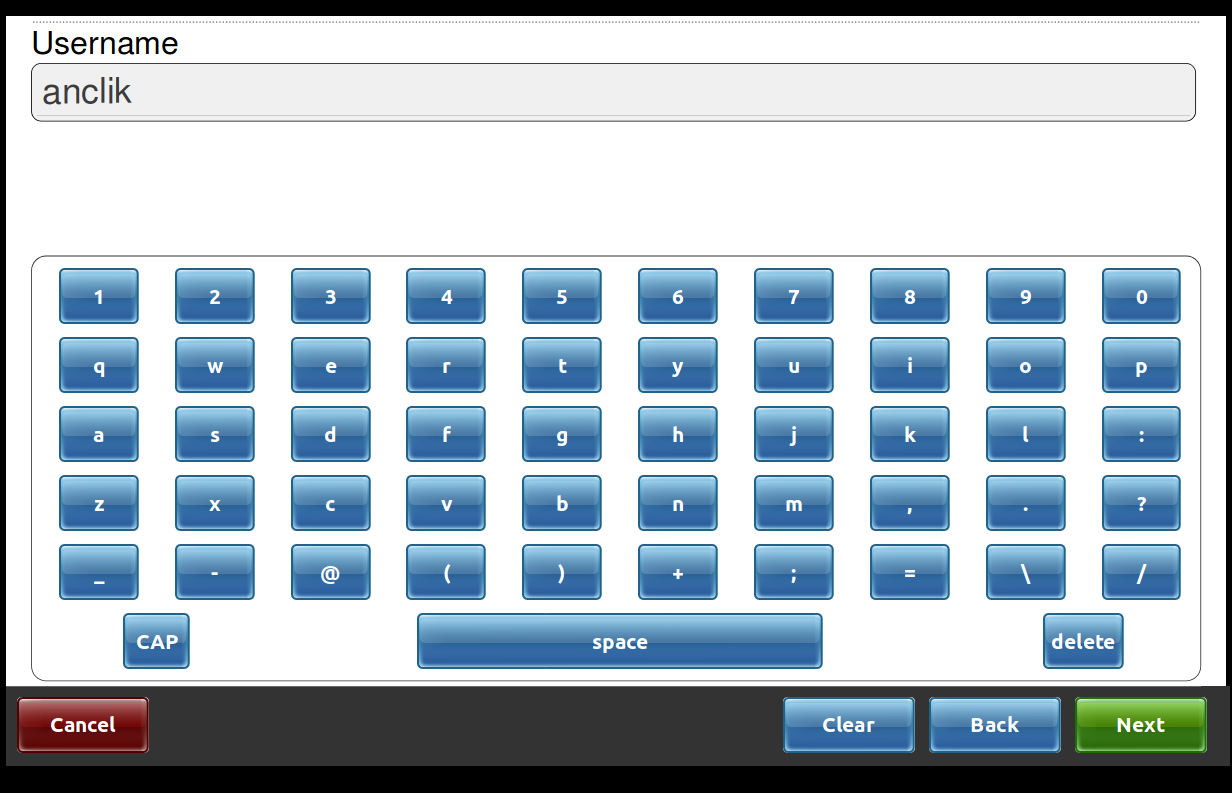 Username
anclik
1 2 3 4 5 6 7 8 9 0
q w e r t y u i o p
a s d f g h j k l :
z x c v b n m , . ?
_ - @ ( ) + ; = \ /
CAP space delete
Cancel Clear Back Next